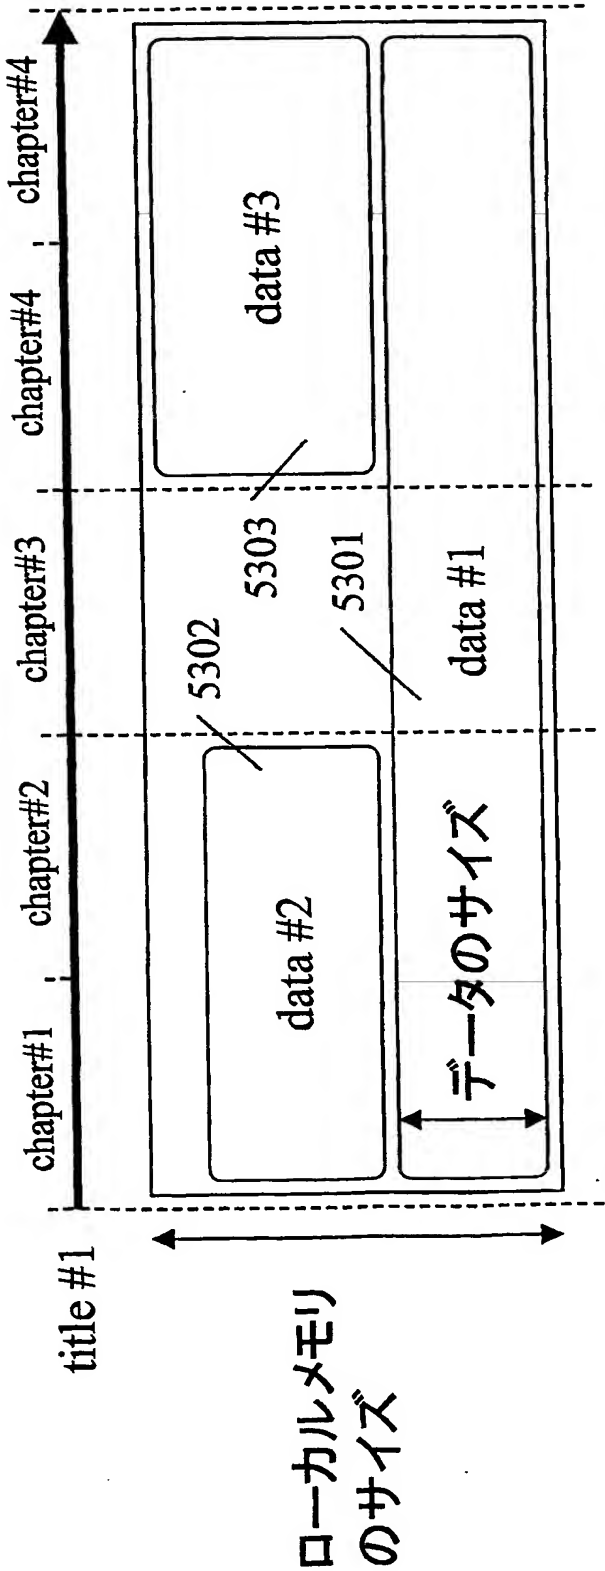 title #1
chapter#1
chapter#2
chapter#3
chapter#4
chapter#4
ローカルメモリ
のサイズ
data #2
5302
5303
data #3
5301
データのサイズ
data #1